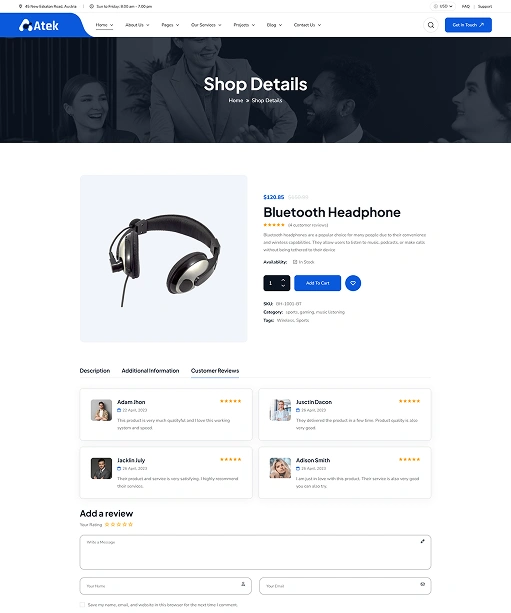 45 New Eskaton Road, Austria
Sun to Friday: 8.00 am - 7.00 am
USD
FAQ
Support
Atek
Home
About Us
Pages
Our Services
Projects
Blog
Contact Us
Get In Touch
Shop Details
Home » Shop Details
$120.85
Bluetooth Headphone
(4 customer reviews)
Bluetooth headphones are a popular choice for many people due to their convenience
and wireless capabilities. They allow users to listen to music, podcasts, or make calls
without being tethered to their device.
Availability: In Stock
1
Add To Cart
SKU: BH-1001-BT
Category: sports, gaming, music listening
Tags: Wireless, Sports
Description
Additional Information
Customer Reviews
Adam Jhon
22 April, 2023
This product is very much qualityful and I love this working
system and speed.
Jusctin Dacon
26 April, 2023
They delivered the product in a few time. Product quality is also
very good
Jacklin July
26 April, 2023
Their product and service is very satisfying. I highly recommend
their services.
Adison Smith
26 April, 2023
I am just in love with this product. Their service is also very good
you can also try.
Add a review
Your Rating
Write a Message
Your Name
Your Email
Save my name, email, and website in this browser for the next time I comment.